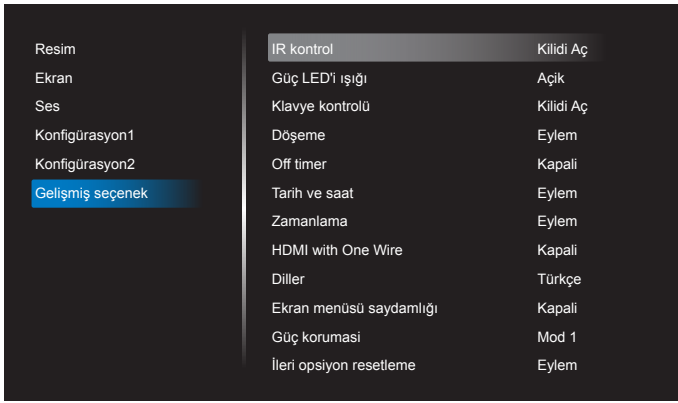 Resim
Ekran
Ses
Konfigürasyon1
Konfigürasyon2
Gelişmiş seçenek
IR kontrol Kilidi Aç
Güç LED'i ışığı Açik
Klavye kontrolü Kilidi Aç
Döşeme Eylem
Off timer Kapali
Tarih ve saat Eylem
Zamanlama Eylem
HDMI with One Wire Kapali
Diller Türkçe
Ekran menüsü saydamlığı Kapali
Güç korumasi Mod 1
İleri opsiyon resetleme Eylem